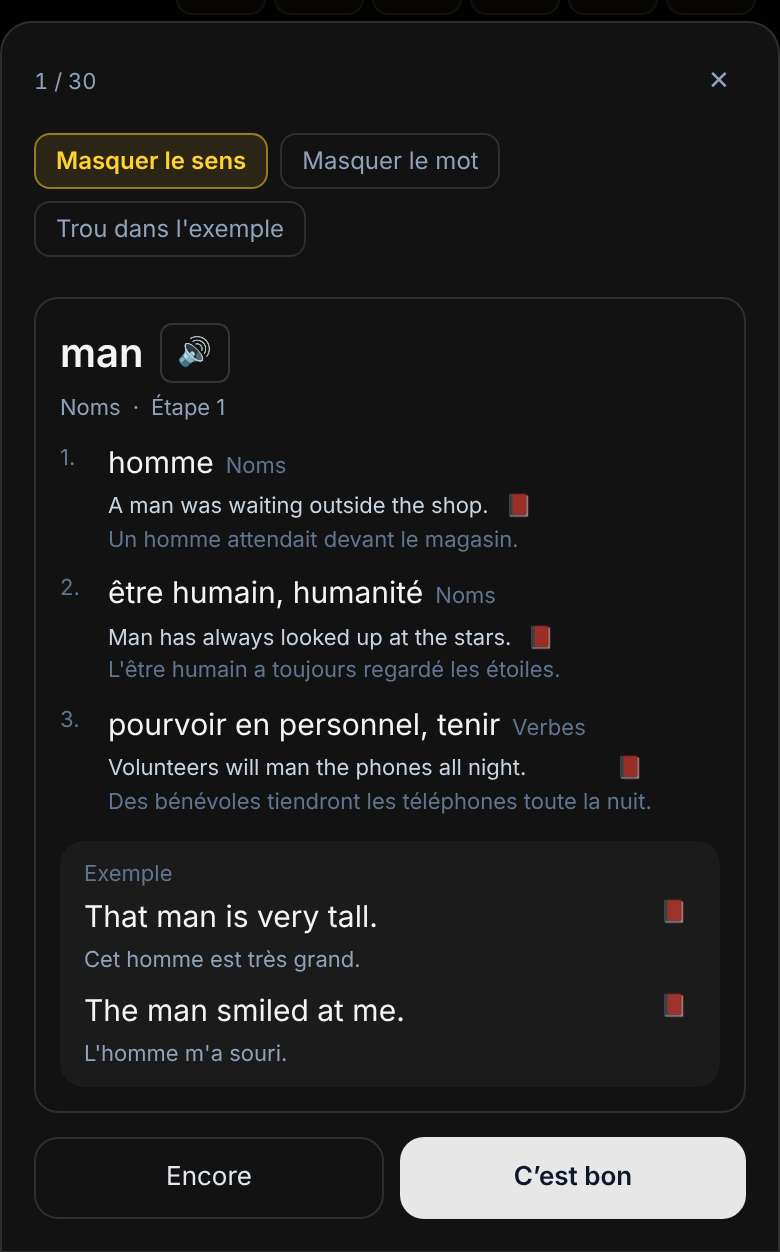 1 / 30
Masquer le sens
Masquer le mot
Trou dans l'exemple
man
Noms · Étape 1
1. homme Noms
A man was waiting outside the shop.
Un homme attendait devant le magasin.
2. être humain, humanité Noms
Man has always looked up at the stars.
L'être humain a toujours regardé les étoiles.
3. pourvoir en personnel, tenir Verbes
Volunteers will man the phones all night.
Des bénévoles tiendront les téléphones toute la nuit.
Exemple
That man is very tall.
Cet homme est très grand.
The man smiled at me.
L'homme m'a souri.
Encore
C’est bon